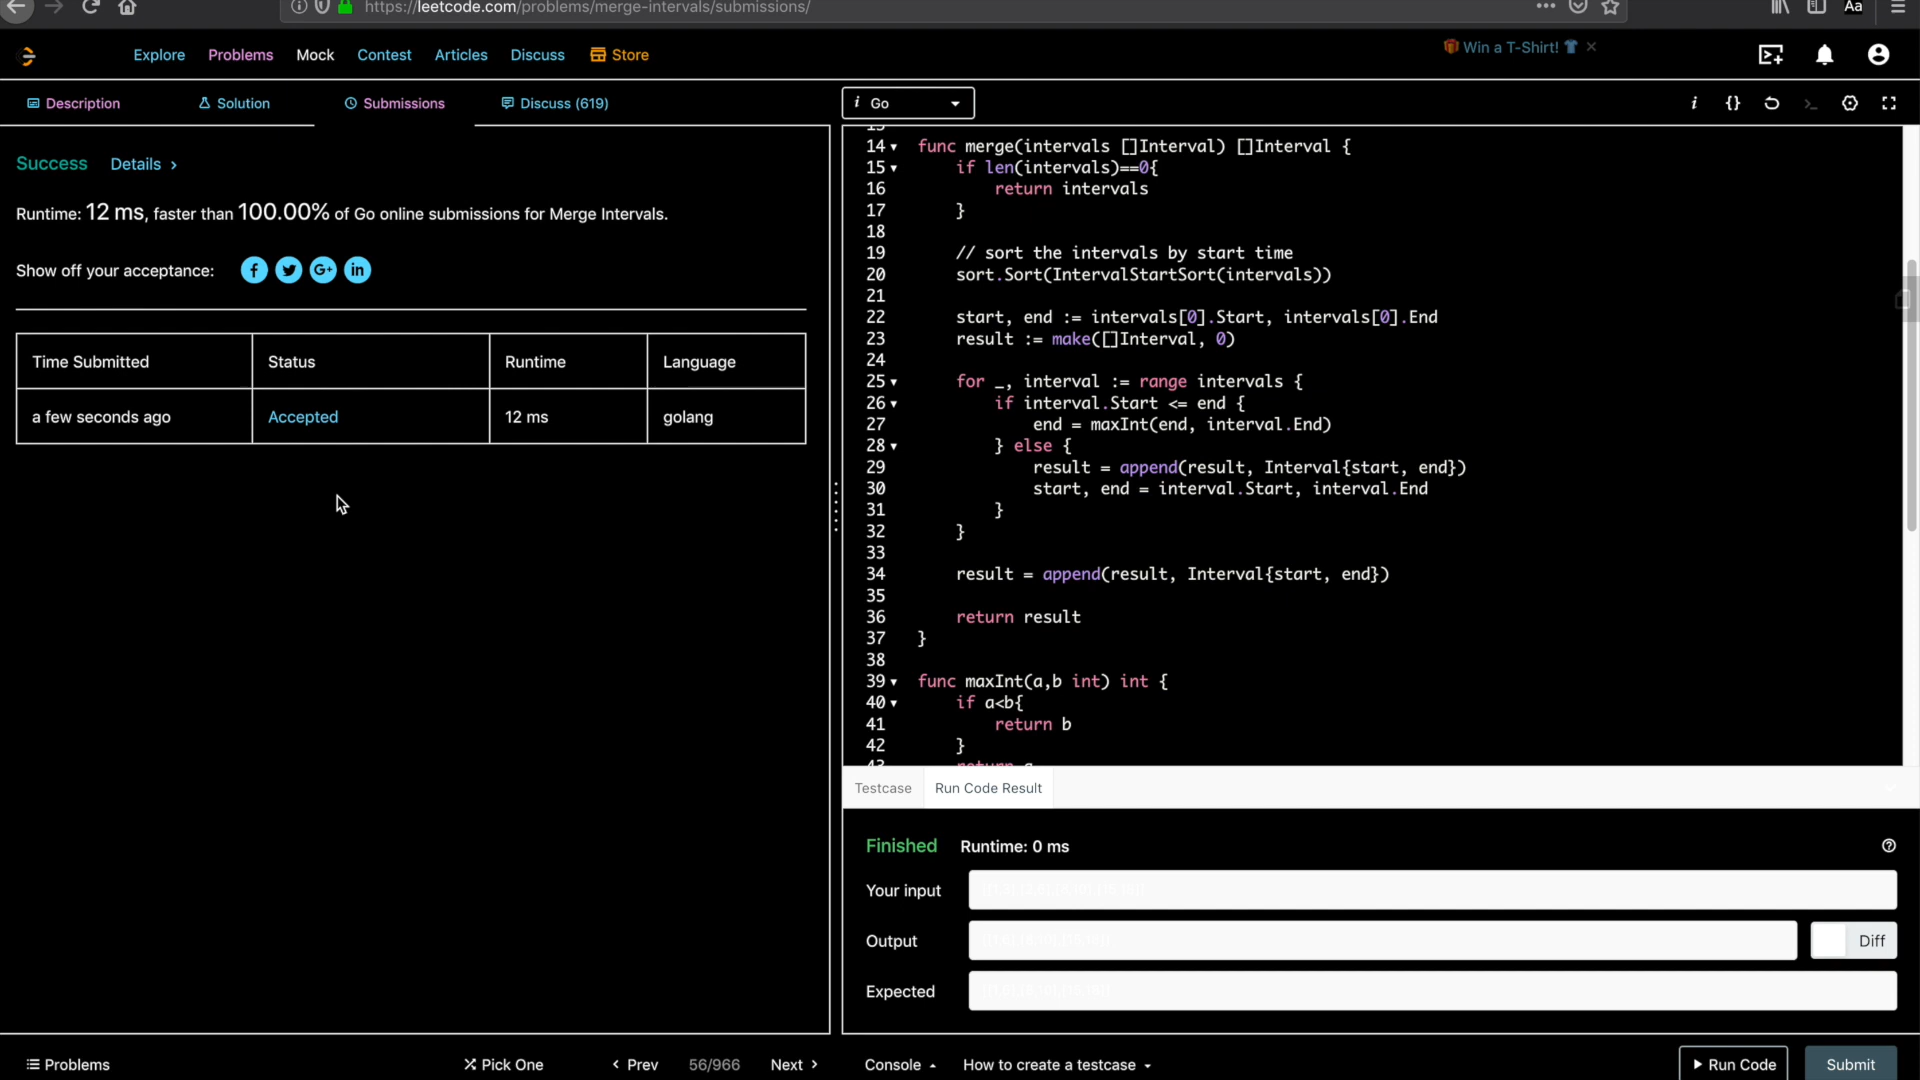 https://leetcode.com/problems/merge-intervals/submissions/
Aa
Explore Problems Mock Contest Articles Discuss Store
Win a T-Shirt!
Description Solution Submissions Discuss (619)
Success Details >
Runtime: 12 ms, faster than 100.00% of Go online submissions for Merge Intervals.
Show off your acceptance:
Time Submitted Status Runtime Language
a few seconds ago Accepted 12 ms golang
Problems Pick One < Prev 56/966 Next >
i Go
i {} >_
14 func merge(intervals []Interval) []Interval {
15 if len(intervals)==0{
16 return intervals
17 }
18
19 // sort the intervals by start time
20 sort.Sort(IntervalStartSort(intervals))
21
22 start, end := intervals[0].Start, intervals[0].End
23 result := make([]Interval, 0)
24
25 for _, interval := range intervals {
26 if interval.Start <= end {
27 end = maxInt(end, interval.End)
28 } else {
29 result = append(result, Interval{start, end})
30 start, end = interval.Start, interval.End
31 }
32 }
33
34 result = append(result, Interval{start, end})
35
36 return result
37 }
38
39 func maxInt(a,b int) int {
40 if a<b{
41 return b
42 }
Testcase Run Code Result
Finished Runtime: 0 ms
Your input
Output Diff
Expected
Console How to create a testcase Run Code Submit